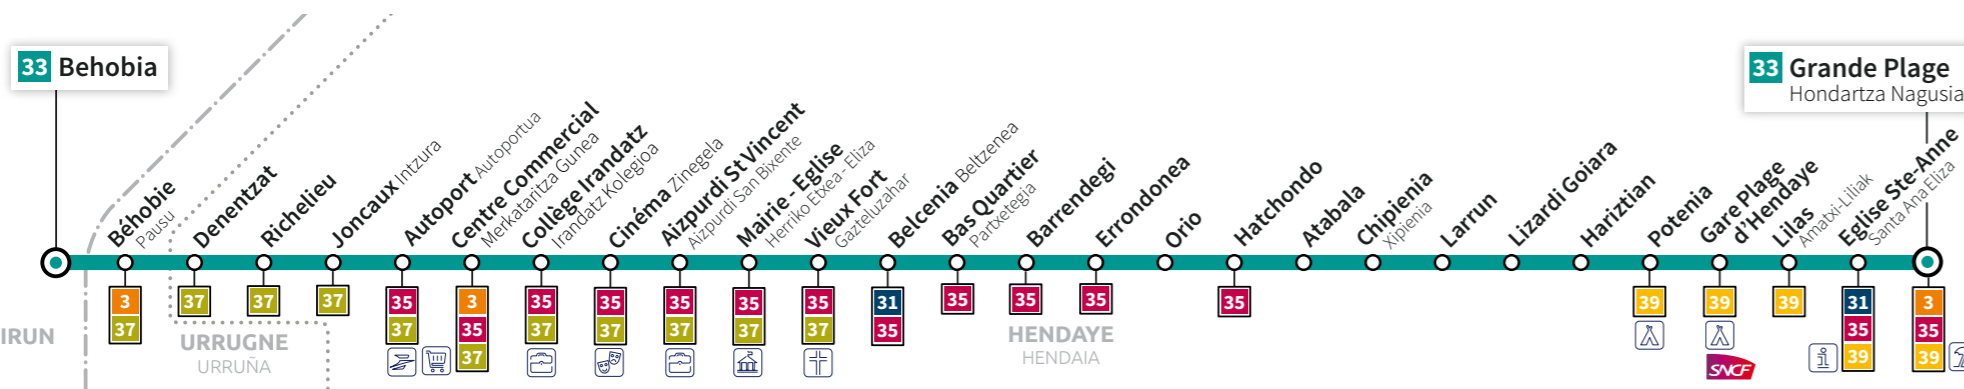 33 Behobia
33 Grande Plage
Hondartza Nagusia
Béhobie
Pausu
Denentzat
Richelieu
Joncaux Intzura
Autoport Autoportua
Centre Commercial
Merkataritza Gunea
Collège Irandatz
Irandatz Kolegioa
Cinéma Zinegela
Aizpurdi St Vincent
Aizpurdi San Bixente
Mairie - Eglise
Herriko Etxea - Eliza
Vieux Fort
Gazteluzahar
Belcenia Beltzenea
Bas Quartier
Partxetegia
Barrendegi
Errondonea
Orio
Hatchondo
Atabala
Chipienia
Xipienia
Larrun
Lizardi Goiara
Hariztian
Potenia
Gare Plage
d'Hendaye
Lilas
Amatxi-Liliak
Eglise Ste-Anne
Santa Ana Eliza
3
37
37
37
37
35
37
3
35
37
35
37
35
37
35
37
35
37
35
37
31
35
35
35
35
35
39
39
SNCF
39
31
35
39
3
35
39
IRUN
URRUGNE
URRUÑA
HENDAYE
HENDAIA